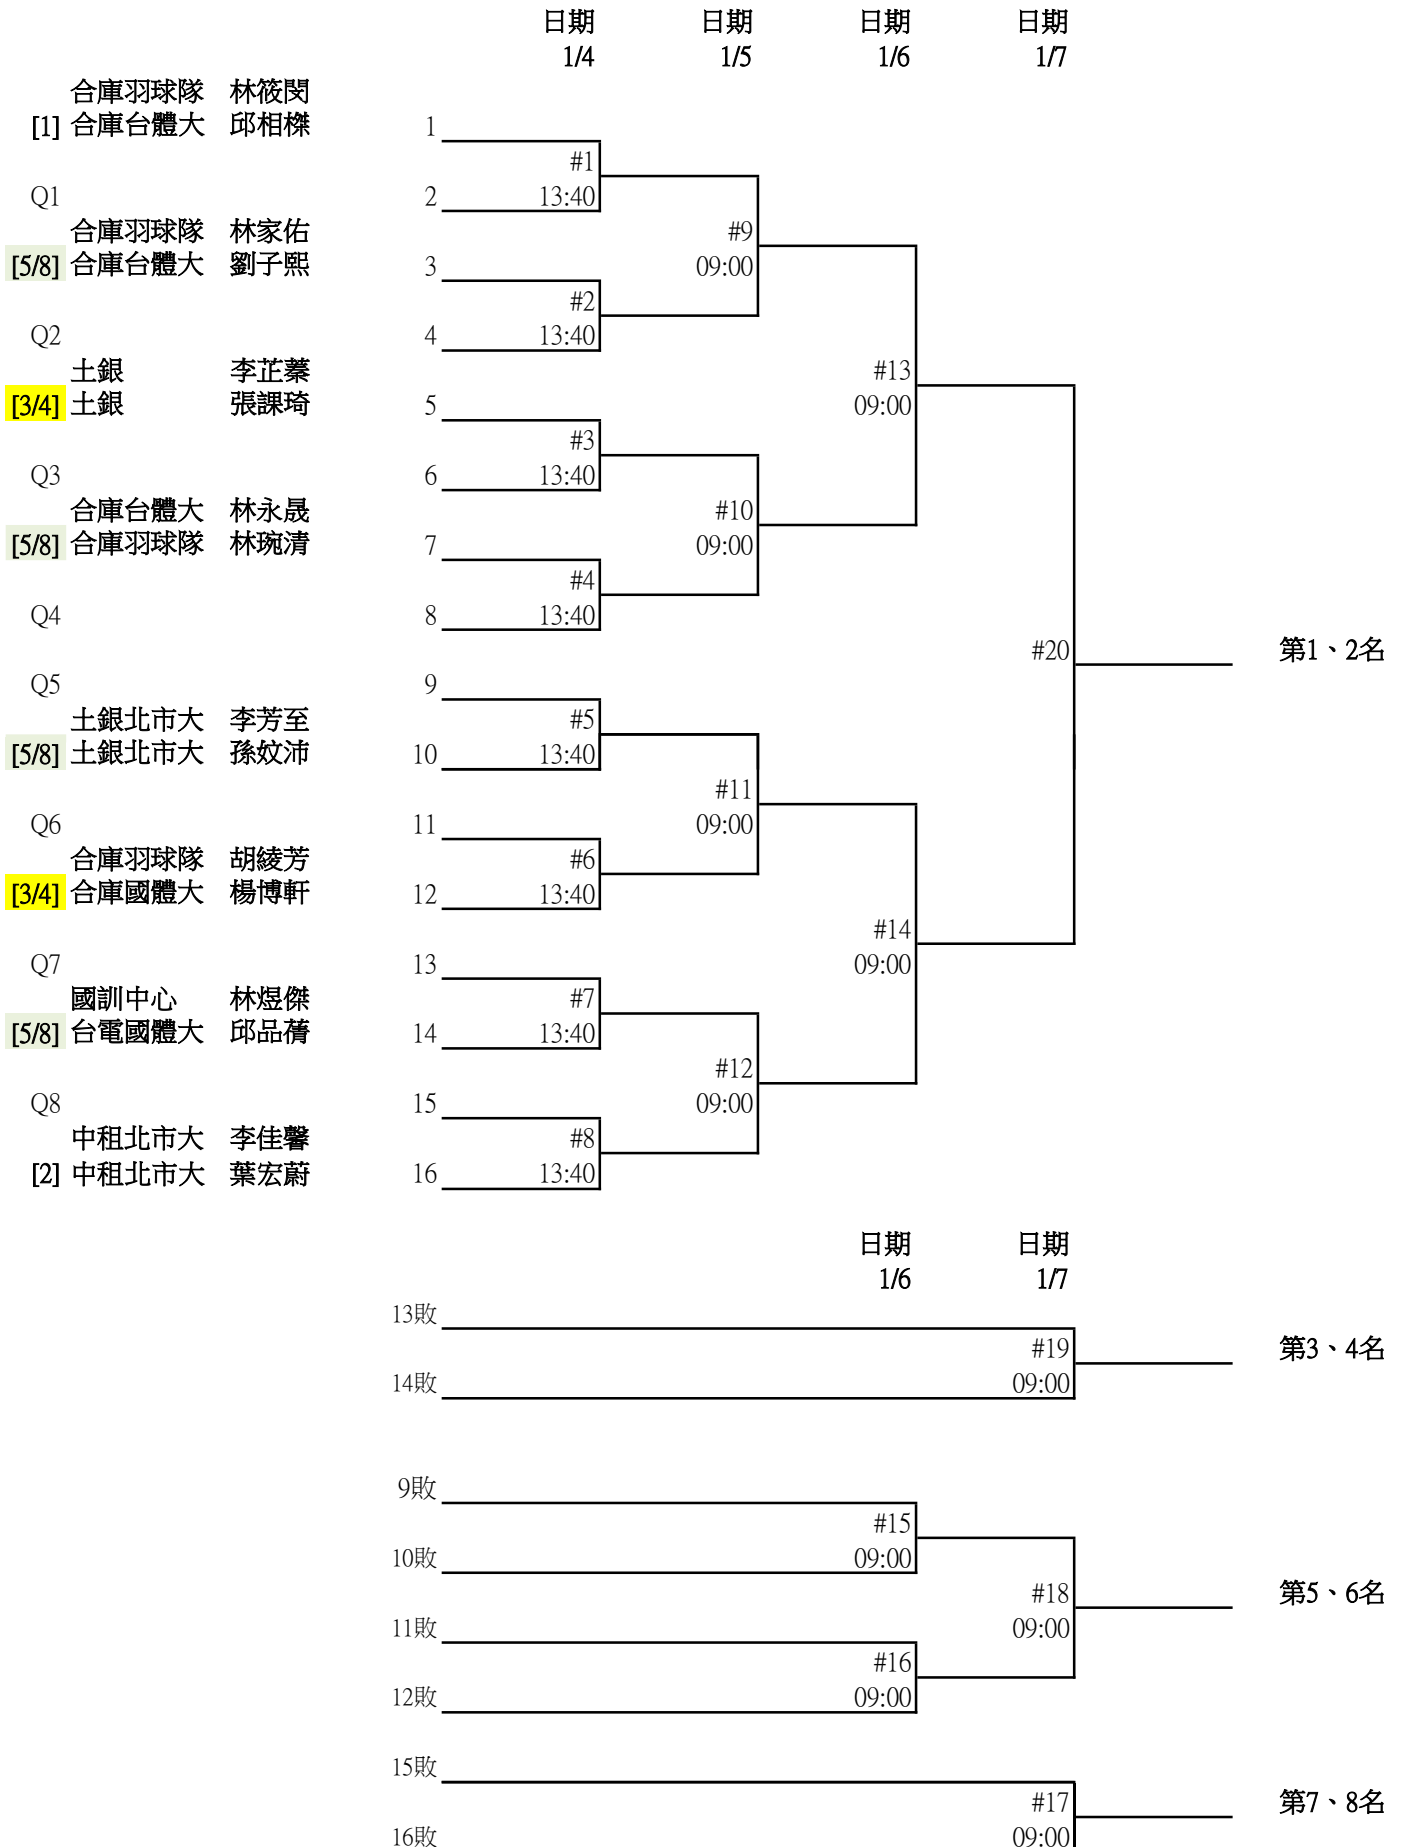 日期 日期 日期 日期
1/4 1/5 1/6 1/7
合庫羽球隊 林筱閔
[1] 合庫台體大 邱相榤 1
#1
Q1 2 13:40
合庫羽球隊 林家佑 #9
[5/8] 合庫台體大 劉子熙 3 09:00
#2
Q2 4 13:40
土銀 李芷蓁 #13
[3/4] 土銀 張課琦 5 09:00
#3
Q3 6 13:40
合庫台體大 林永晟 #10
[5/8] 合庫羽球隊 林琬清 7 09:00
#4
Q4 8 13:40
#20 第1、2名
Q5 9
土銀北市大 李芳至 #5
[5/8] 土銀北市大 孫妏沛 10 13:40
#11
Q6 11 09:00
合庫羽球隊 胡綾芳 #6
[3/4] 合庫國體大 楊博軒 12 13:40
#14
Q7 13 09:00
國訓中心 林煜傑 #7
[5/8] 台電國體大 邱品蒨 14 13:40
#12
Q8 15 09:00
中租北市大 李佳馨 #8
[2] 中租北市大 葉宏蔚 16 13:40
日期 日期
1/6 1/7
13敗
#19 第3、4名
14敗 09:00
9敗
#15
10敗 09:00
#18 第5、6名
11敗 09:00
#16
12敗 09:00
15敗
#17 第7、8名
16敗 09:00